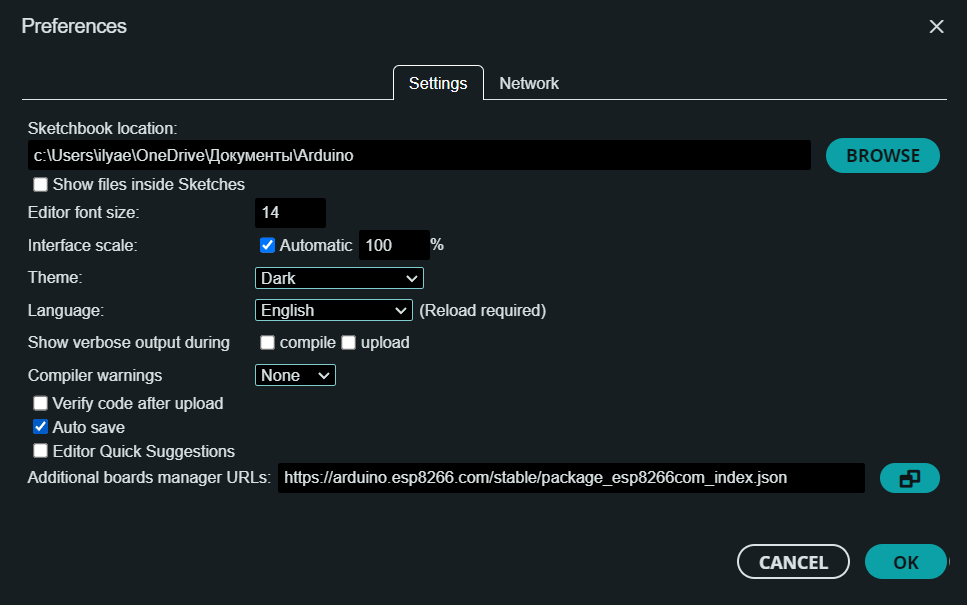 Preferences
Settings Network
Sketchbook location:
c:\Users\ilyae\OneDrive\Документы\Arduino BROWSE
Show files inside Sketches
Editor font size: 14
Interface scale: Automatic 100 %
Theme: Dark
Language: English (Reload required)
Show verbose output during compile upload
Compiler warnings None
Verify code after upload
Auto save
Editor Quick Suggestions
Additional boards manager URLs: https://arduino.esp8266.com/stable/package_esp8266com_index.json
CANCEL OK